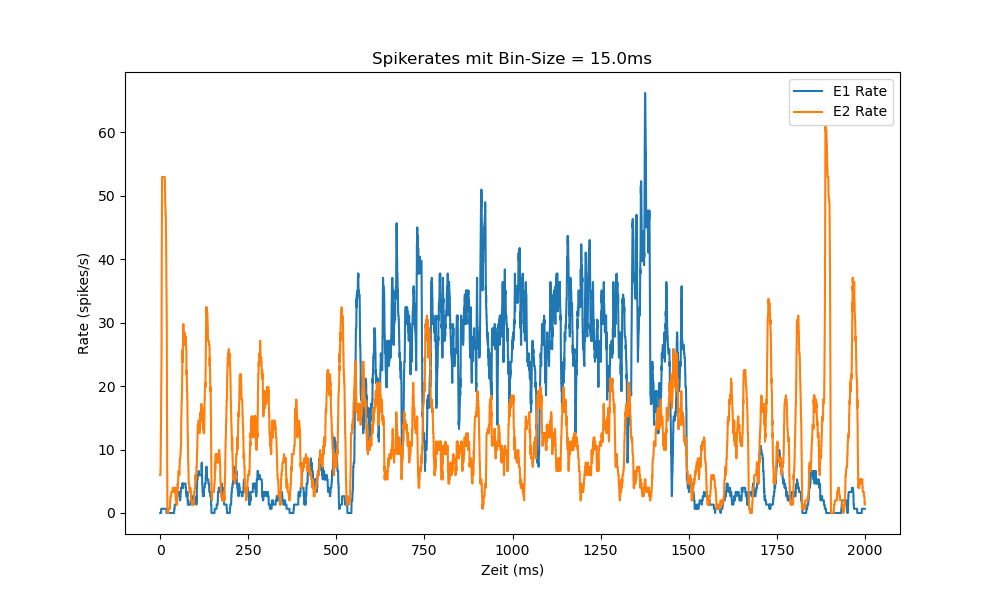 Spikerates mit Bin-Size = 15.0ms
E1 Rate
E2 Rate
Rate (spikes/s)
60
50
40
30
20
10
0
0 250 500 750 1000 1250 1500 1750 2000
Zeit (ms)